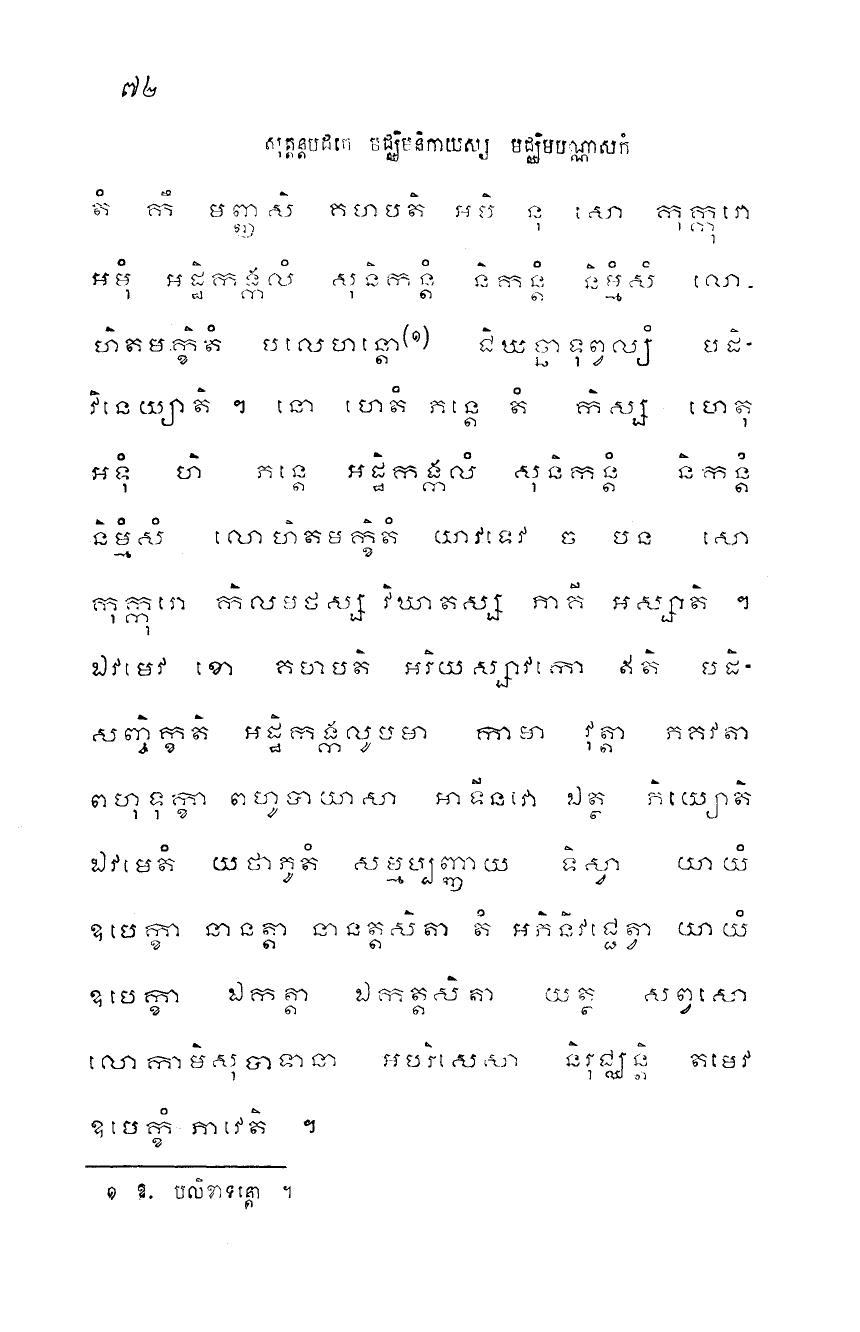 ៧២
សុត្តន្តបិដកេ មជ្ឈិមនិកាយស្ស មជ្ឈិមបណ្ណាសកំ
តំ កឹ មញ្ញសិ គហបតិ អបិ នុ សោ កុក្កុរោ
អមុំ អដ្ឋិកង្កលំ សុនិកន្តំ និកន្តំ និម្មំសំ លោ-
ហិតមក្ខិតំ បលេហន្តោ(១) ជិឃច្ឆាទុព្វល្យំ បដិ-
វិនេយ្យាតិ ។ នោ ហេតំ ភន្តេ តំ កិស្ស ហេតុ
អទុំ ហិ ភន្តេ អដ្ឋិកង្កលំ សុនិកន្តំ និកន្តំ
និម្មំសំ លោហិតមក្ខិតំ យាវទេវ ច បន សោ
កុក្កុរោ កិលមថស្ស វិឃាតស្ស ភាគី អស្សាតិ ។
ឯវមេវ ខោ គហបតិ អរិយស្សាវកោ ឥតិ បដិ-
សញ្ចិក្ខតិ អដ្ឋិកង្កលូបមា កាមា វុត្តា ភគវតា
ពហុទុក្ខា ពហូបាយាសា អាទីនវោ ឯត្ថ ភិយ្យោតិ
ឯវមេតំ យថាភូតំ សម្មប្បញ្ញាយ ទិស្វា យាយំ
ឧបេក្ខា នានត្តា នានត្តសិតា តំ អភិនិវជ្ជេត្វា យាយំ
ឧបេក្ខា ឯកត្តា ឯកត្តសិតា យត្ថ សព្វសោ
លោកាមិសុបាទានា អបរិសេសា និរុជ្ឈន្តិ តមេវ
ឧបេក្ខំ ភាវេតិ ។
១ ឱ. បលិខាទន្តោ ។